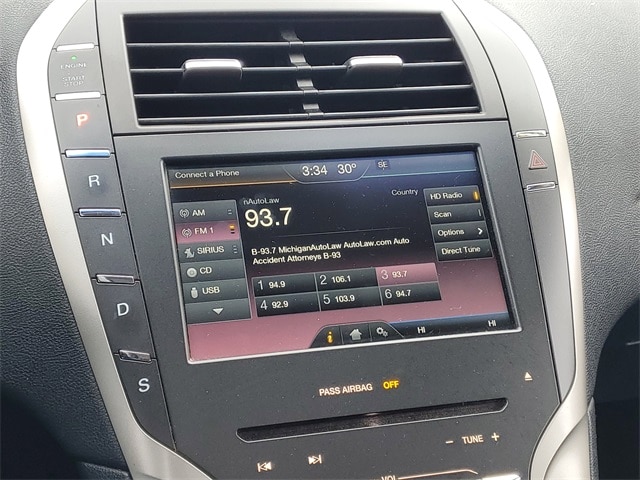 ENGINE
START
STOP
P
R
N
D
S
Connect a Phone
3:34 30° SE
AM
FM 1
SIRIUS
CD
USB
nAutoLaw
Country
93.7
B-93.7 MichiganAutoLaw AutoLaw.com Auto
Accident Attorneys B-93
1 94.9 2 106.1 3 93.7
4 92.9 5 103.9 6 94.7
HD Radio
Scan
Options
Direct Tune
i
HI HI
PASS AIRBAG OFF
− TUNE +
VOL